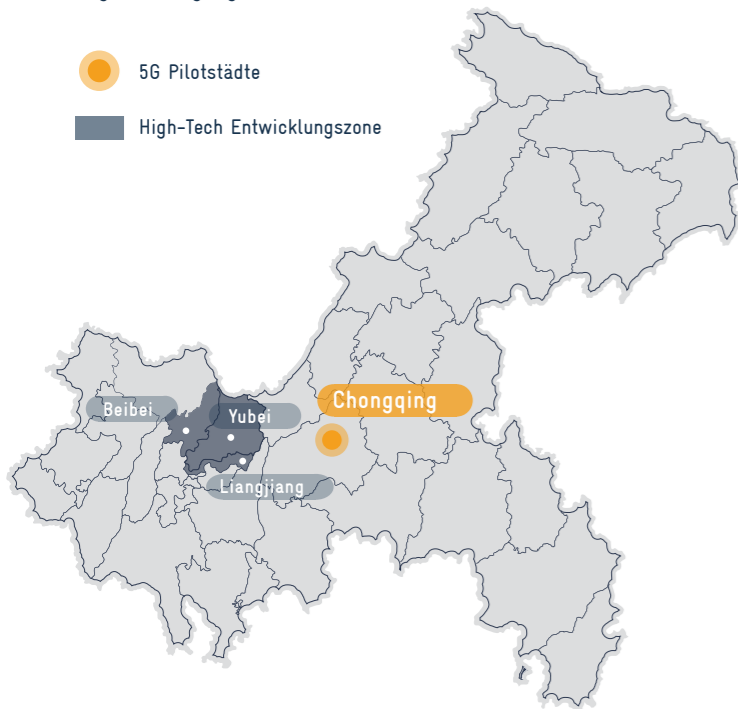 5G Pilotstädte
High-Tech Entwicklungszone
Chongqing
Beibei
Yubei
Liangjiang